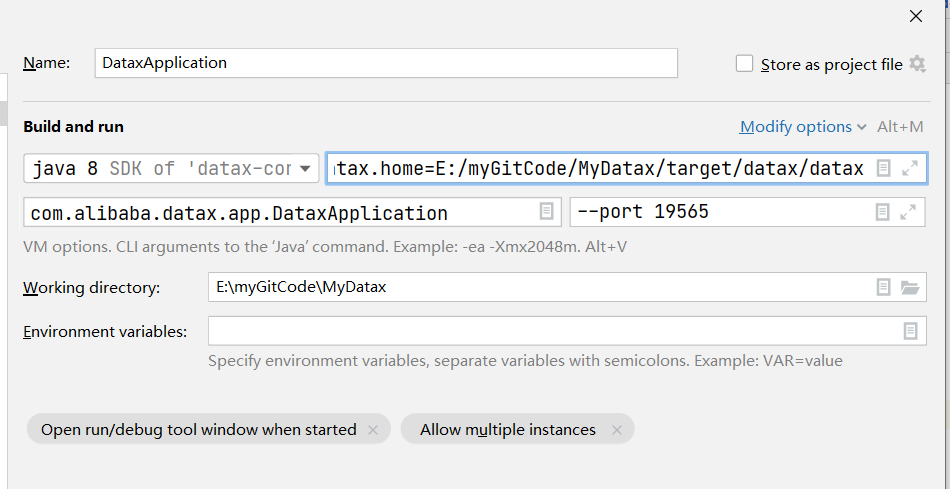 Name: DataxApplication Store as project file
Build and run Modify options Alt+M
java 8 SDK of 'datax-cor tax.home=E:/myGitCode/MyDatax/target/datax/datax
com.alibaba.datax.app.DataxApplication --port 19565
VM options. CLI arguments to the ‘Java’ command. Example: -ea -Xmx2048m. Alt+V
Working directory: E:\myGitCode\MyDatax
Environment variables:
Specify environment variables, separate variables with semicolons. Example: VAR=value
Open run/debug tool window when started × Allow multiple instances ×